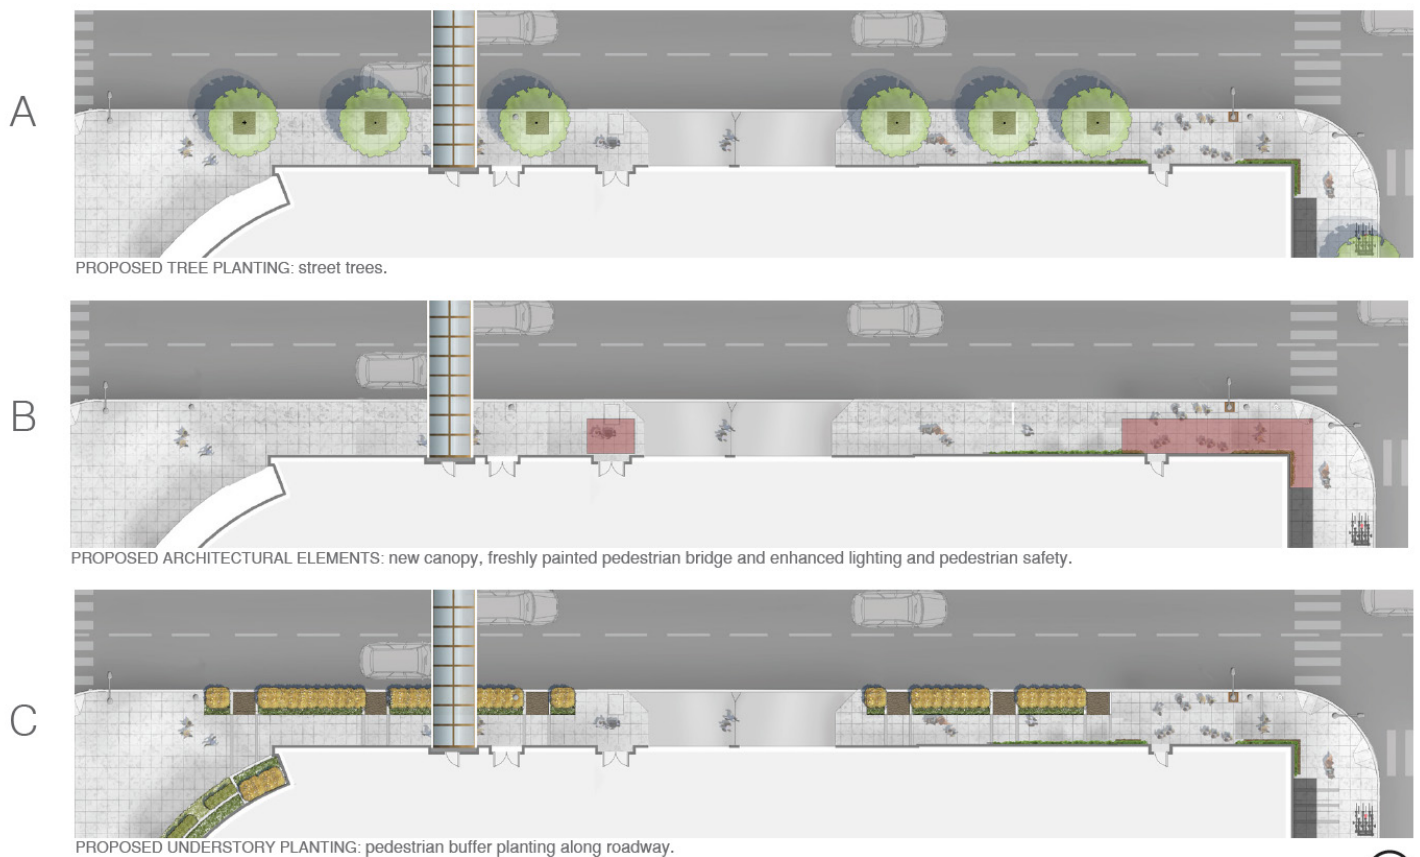 A
PROPOSED TREE PLANTING: street trees.
B
PROPOSED ARCHITECTURAL ELEMENTS: new canopy, freshly painted pedestrian bridge and enhanced lighting and pedestrian safety.
C
PROPOSED UNDERSTORY PLANTING: pedestrian buffer planting along roadway.